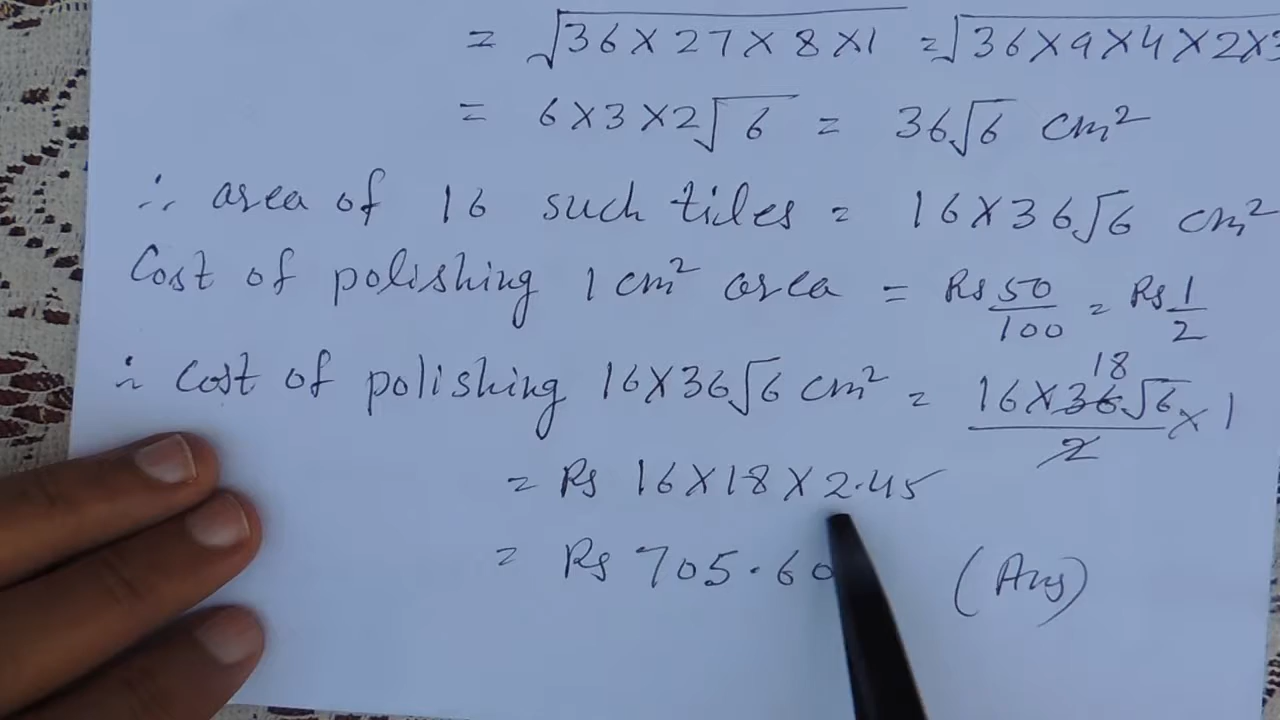 = √36×27×8×1 = √36×9×4×2×3
= 6×3×2√6 = 36√6 cm²
∴ area of 16 such tiles = 16×36√6 cm²
Cost of polishing 1 cm² area = Rs 50/100 = Rs 1/2
∴ cost of polishing 16×36√6 cm² = 16×36√6/2 × 1
18
= Rs 16×18×2.45
= Rs 705.60 (Ans)